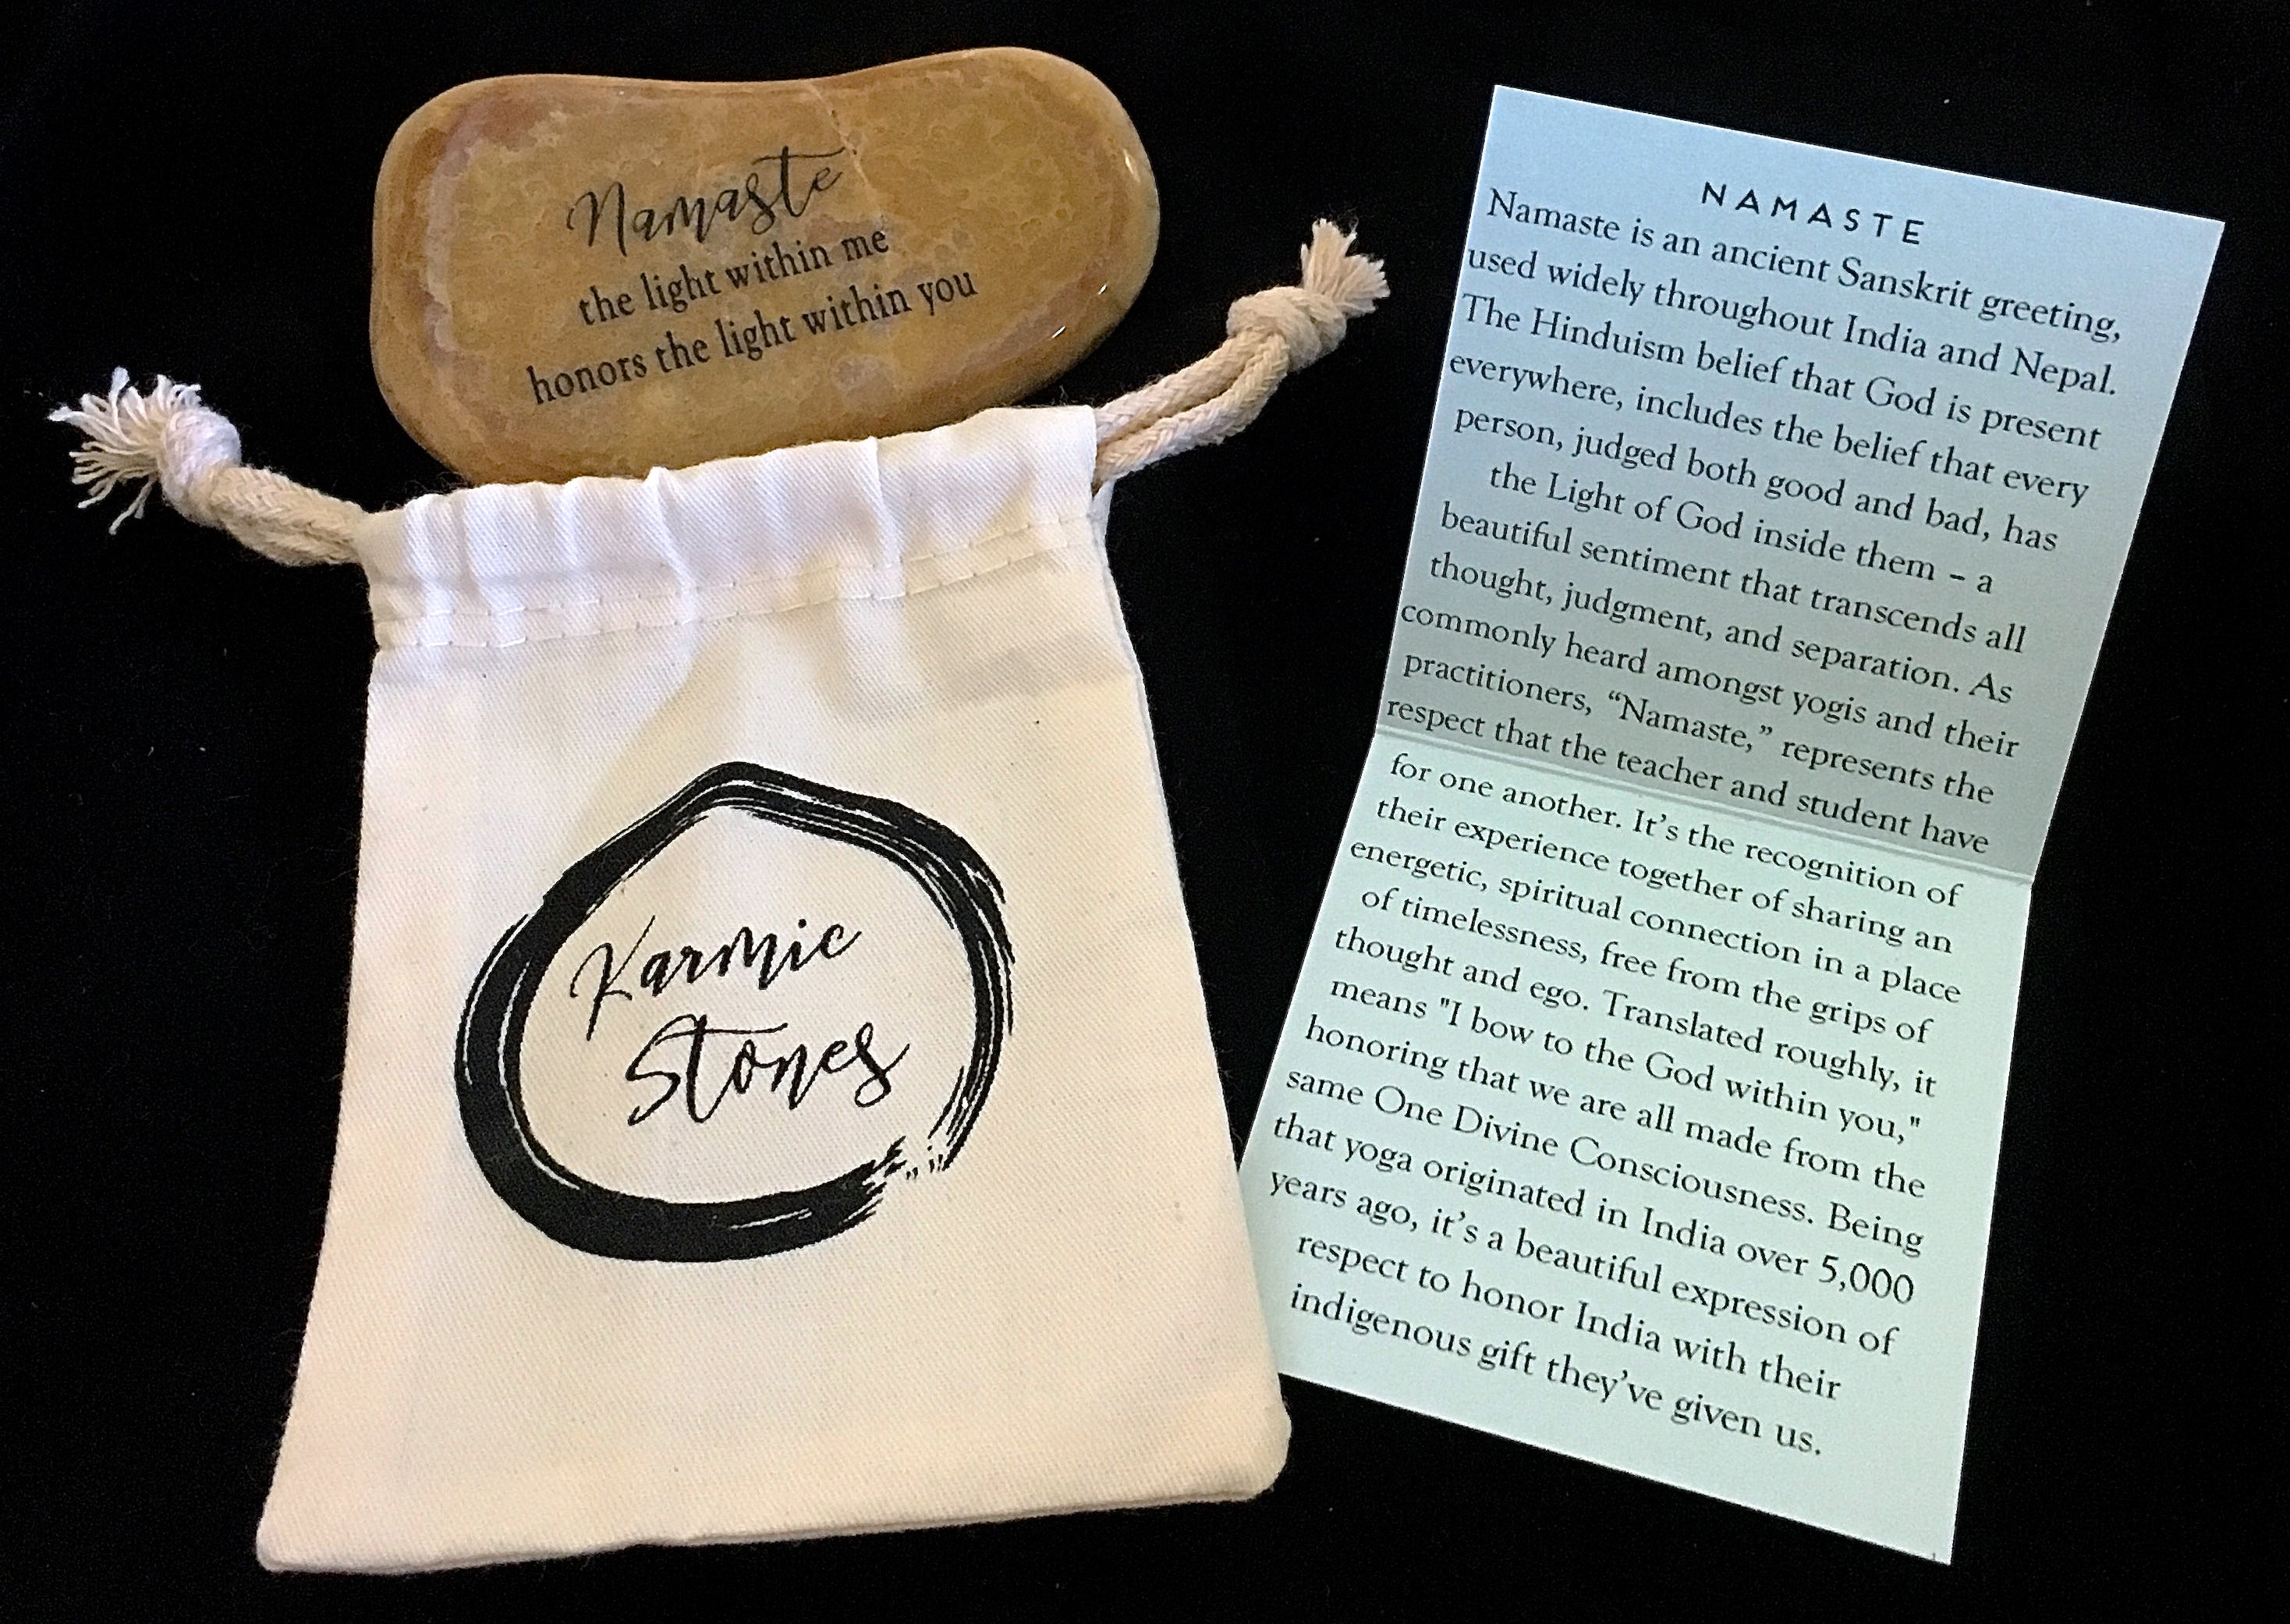 Namaste
the light within me
honors the light within you
Karmic
Stones
NAMASTE
Namaste is an ancient Sanskrit greeting,
used widely throughout India and Nepal.
The Hinduism belief that God is present
everywhere, includes the belief that every
person, judged both good and bad, has
the Light of God inside them – a
beautiful sentiment that transcends all
thought, judgment, and separation. As
commonly heard amongst yogis and their
practitioners, “Namaste,” represents the
respect that the teacher and student have
for one another. It’s the recognition of
their experience together of sharing an
energetic, spiritual connection in a place
of timelessness, free from the grips of
thought and ego. Translated roughly, it
means "I bow to the God within you,"
honoring that we are all made from the
same One Divine Consciousness. Being
that yoga originated in India over 5,000
years ago, it’s a beautiful expression of
respect to honor India with their
indigenous gift they’ve given us.